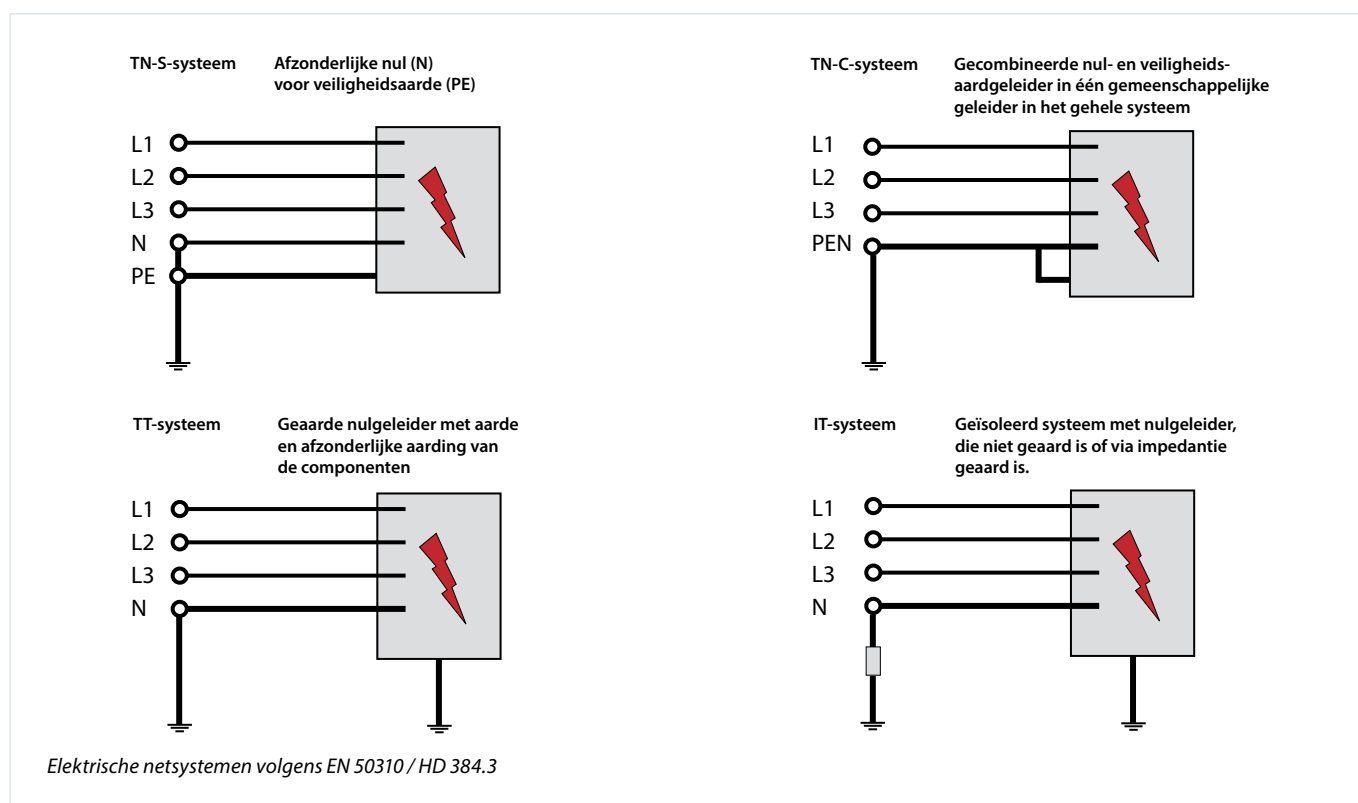 TN-S-systeem
Afzonderlijke nul (N)
voor veiligheidsaarde (PE)
L1
L2
L3
N
PE
TN-C-systeem
Gecombineerde nul- en veiligheids-
aardgeleider in één gemeenschappelijke
geleider in het gehele systeem
L1
L2
L3
PEN
TT-systeem
Geaarde nulgeleider met aarde
en afzonderlijke aarding van
de componenten
L1
L2
L3
N
IT-systeem
Geïsoleerd systeem met nulgeleider,
die niet geaard is of via impedantie
geaard is.
L1
L2
L3
N
Elektrische netsystemen volgens EN 50310 / HD 384.3